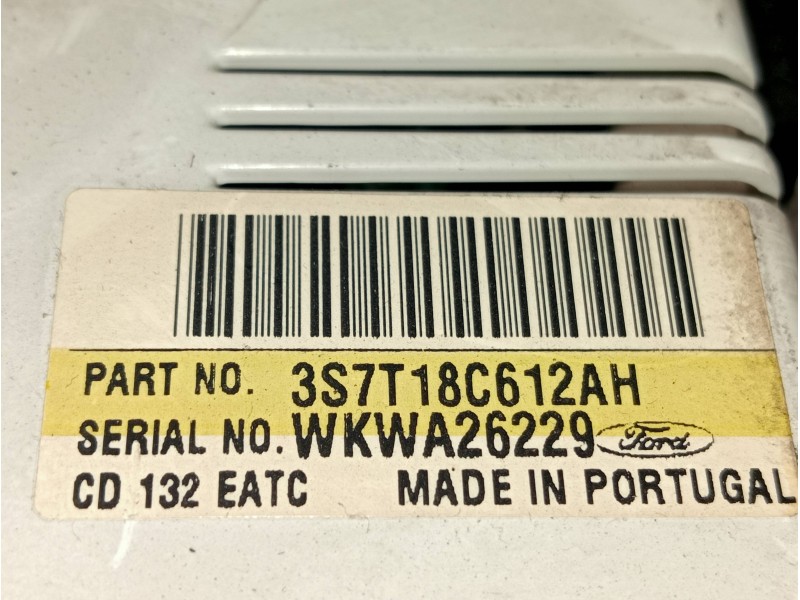 PART NO. 3S7T18C612AH
SERIAL NO. WKWA26229 Ford
CD 132 EATC MADE IN PORTUGAL